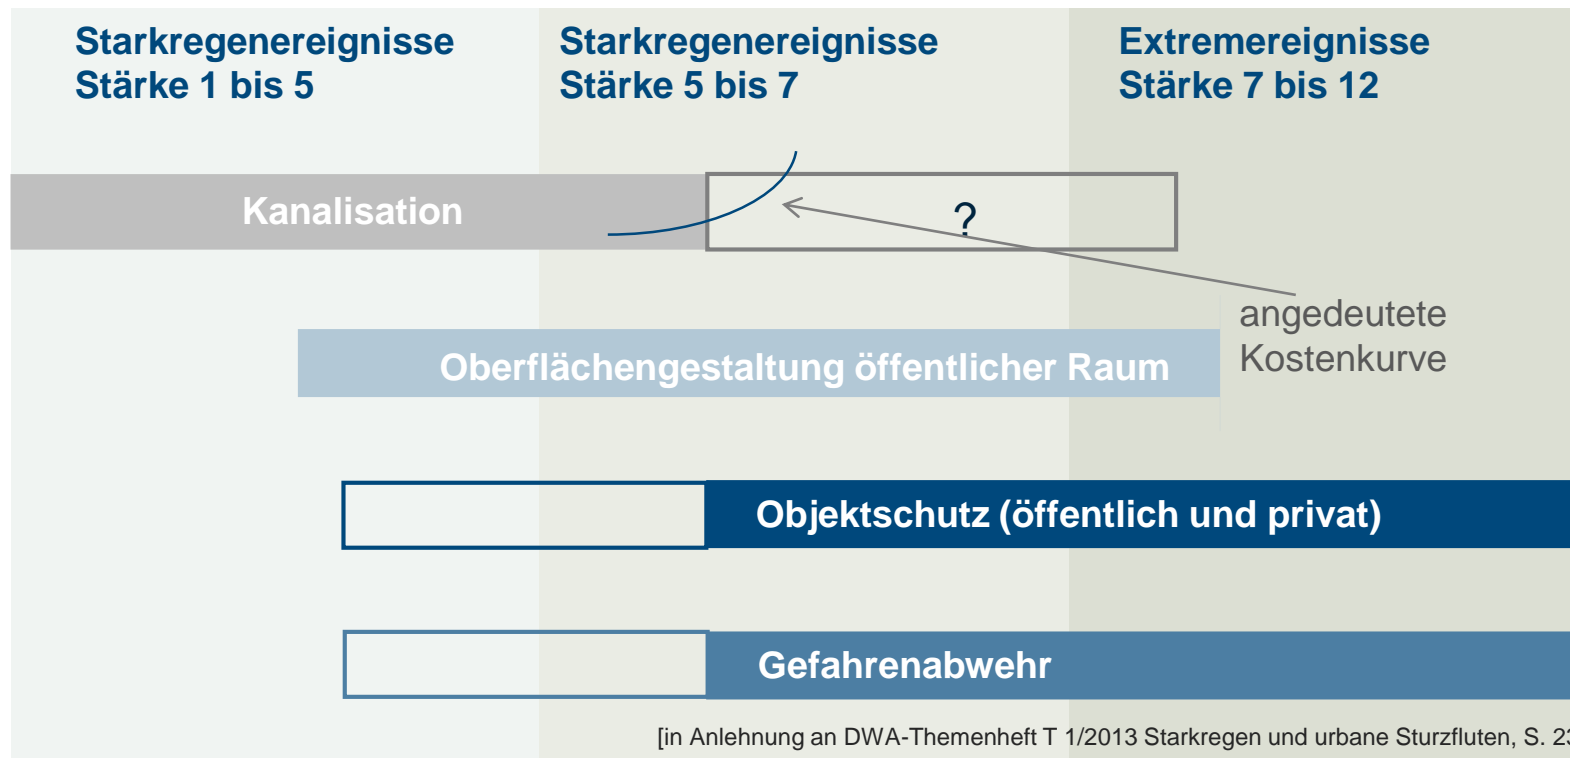 Starkregenereignisse
Stärke 1 bis 5
Starkregenereignisse
Stärke 5 bis 7
Extremereignisse
Stärke 7 bis 12
Kanalisation
?
angedeutete
Kostenkurve
Oberflächengestaltung öffentlicher Raum
Objektschutz (öffentlich und privat)
Gefahrenabwehr
[in Anlehnung an DWA-Themenheft T 1/2013 Starkregen und urbane Sturzfluten, S. 23